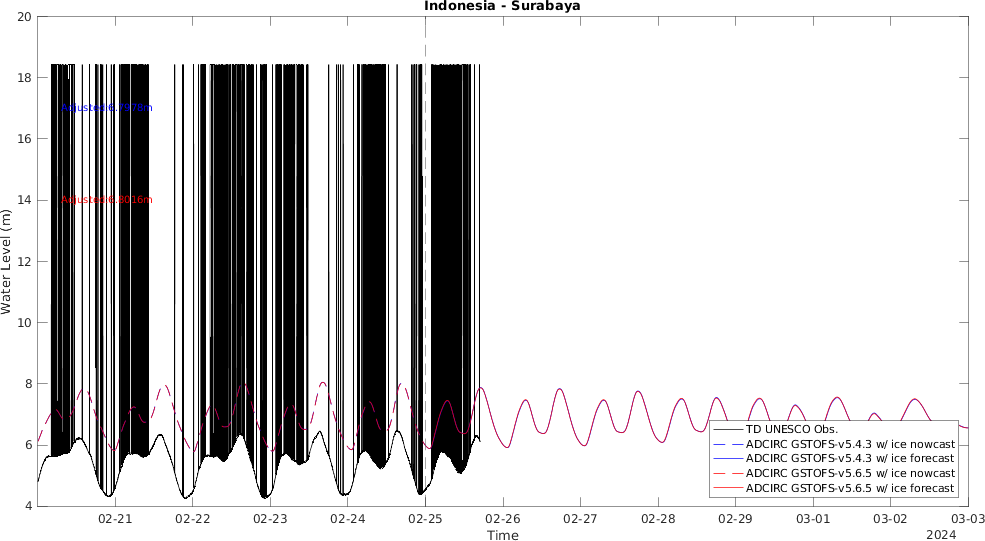 Indonesia - Surabaya
20
18
16
14
12
10
8
6
4
Water Level (m)
02-21
02-22
02-23
02-24
02-25
02-26
02-27
02-28
02-29
03-01
03-02
03-03
2024
Time
TD UNESCO Obs.
ADCIRC GSTOFS-v5.4.3 w/ ice nowcast
ADCIRC GSTOFS-v5.4.3 w/ ice forecast
ADCIRC GSTOFS-v5.6.5 w/ ice nowcast
ADCIRC GSTOFS-v5.6.5 w/ ice forecast